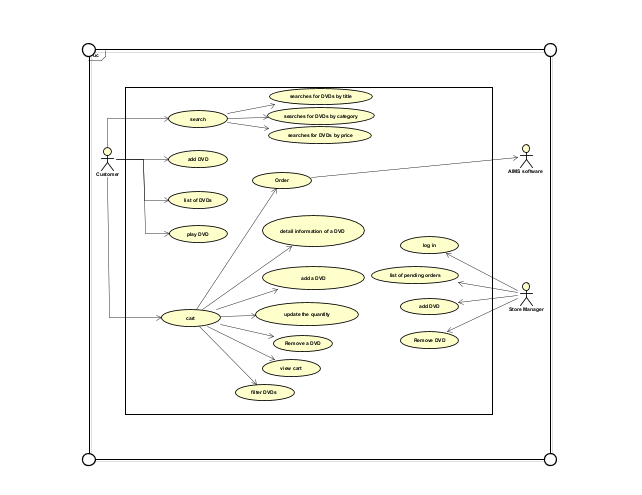 searches for DVDs by title
searches for DVDs by category
search
searches for DVDs by price
add DVD
Customer
AIMS software
Order
list of DVDs
detail information of a DVD
play DVD
log in
list of pending orders
add a DVD
add DVD
Store Manager
update the quantity
cart
Remove a DVD
Remove DVD
view cart
filter DVDs